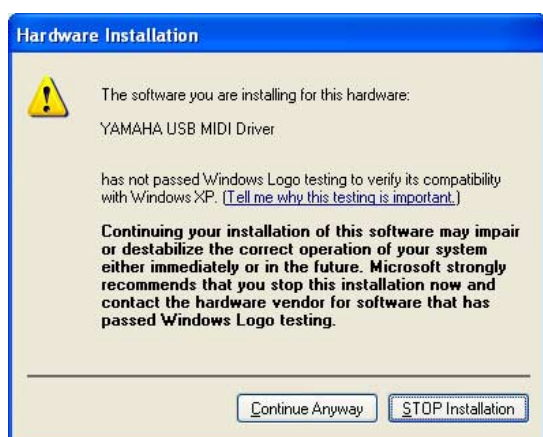 Hardware Installation
The software you are installing for this hardware:
YAMAHA USB MIDI Driver
has not passed Windows Logo testing to verify its compatibility
with Windows XP. (Tell me why this testing is important.)
Continuing your installation of this software may impair
or destabilize the correct operation of your system
either immediately or in the future. Microsoft strongly
recommends that you stop this installation now and
contact the hardware vendor for software that has
passed Windows Logo testing.
Continue Anyway
STOP Installation